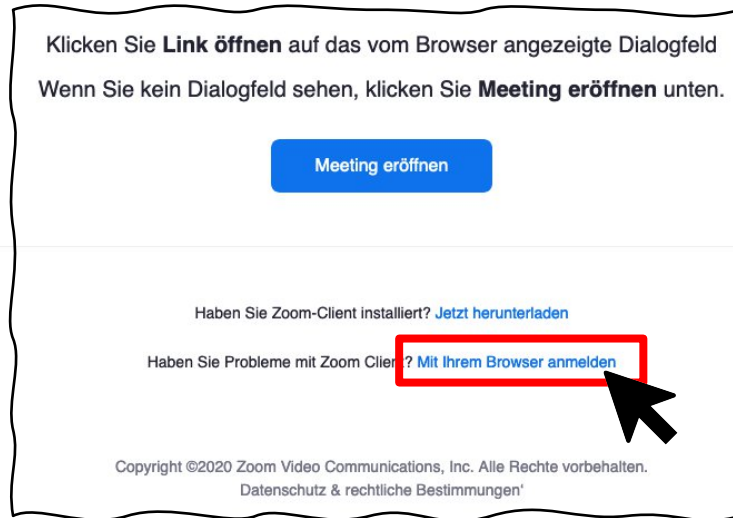 Klicken Sie Link öffnen auf das vom Browser angezeigte Dialogfeld
Wenn Sie kein Dialogfeld sehen, klicken Sie Meeting eröffnen unten.
Meeting eröffnen
Haben Sie Zoom-Client installiert? Jetzt herunterladen
Haben Sie Probleme mit Zoom Client? Mit Ihrem Browser anmelden
Copyright ©2020 Zoom Video Communications, Inc. Alle Rechte vorbehalten.
Datenschutz & rechtliche Bestimmungen'